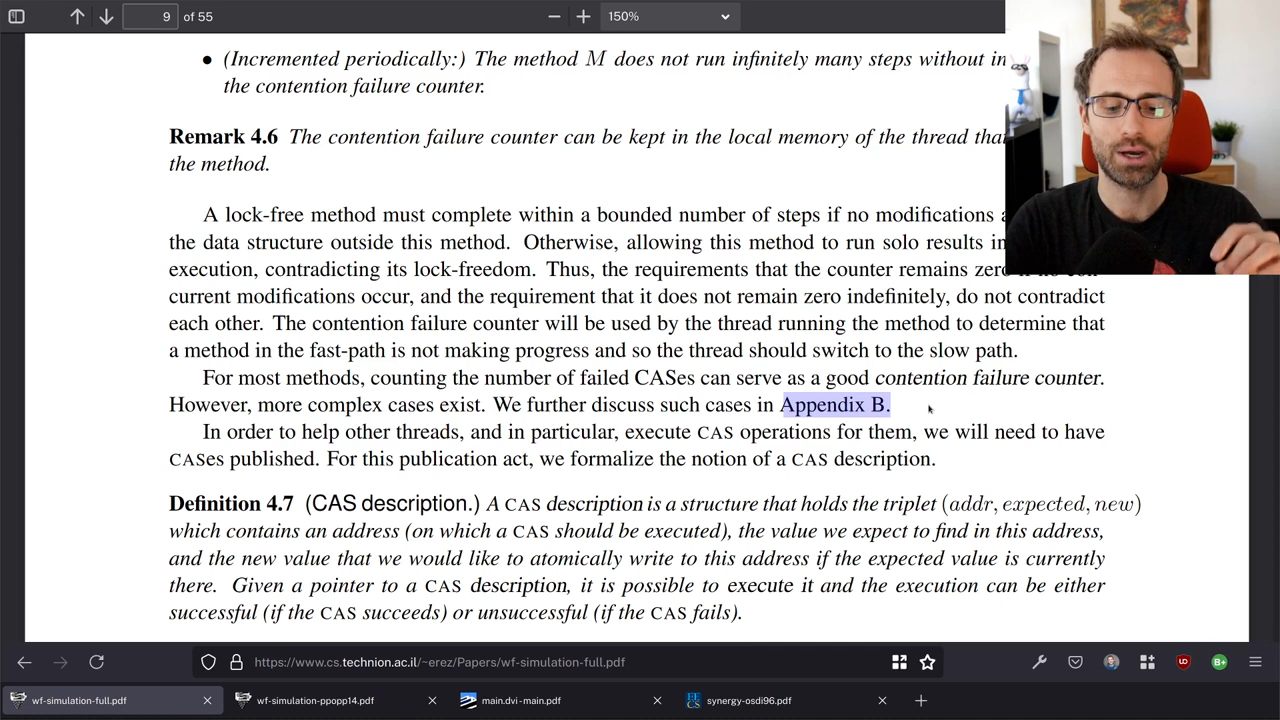 9 of 55
150%
• (Incremented periodically:) The method M does not run infinitely many steps without in
the contention failure counter.
Remark 4.6 The contention failure counter can be kept in the local memory of the thread tha
the method.
A lock-free method must complete within a bounded number of steps if no modifications a
the data structure outside this method. Otherwise, allowing this method to run solo results in
execution, contradicting its lock-freedom. Thus, the requirements that the counter remains zero if no con-
current modifications occur, and the requirement that it does not remain zero indefinitely, do not contradict
each other. The contention failure counter will be used by the thread running the method to determine that
a method in the fast-path is not making progress and so the thread should switch to the slow path.
For most methods, counting the number of failed CASes can serve as a good contention failure counter.
However, more complex cases exist. We further discuss such cases in Appendix B.
In order to help other threads, and in particular, execute CAS operations for them, we will need to have
CASes published. For this publication act, we formalize the notion of a CAS description.
Definition 4.7 (CAS description.) A CAS description is a structure that holds the triplet (addr, expected, new)
which contains an address (on which a CAS should be executed), the value we expect to find in this address,
and the new value that we would like to atomically write to this address if the expected value is currently
there. Given a pointer to a CAS description, it is possible to execute it and the execution can be either
successful (if the CAS succeeds) or unsuccessful (if the CAS fails).
https://www.cs.technion.ac.il/~erez/Papers/wf-simulation-full.pdf
wf-simulation-full.pdf wf-simulation-ppopp14.pdf main.dvi - main.pdf synergy-osdi96.pdf